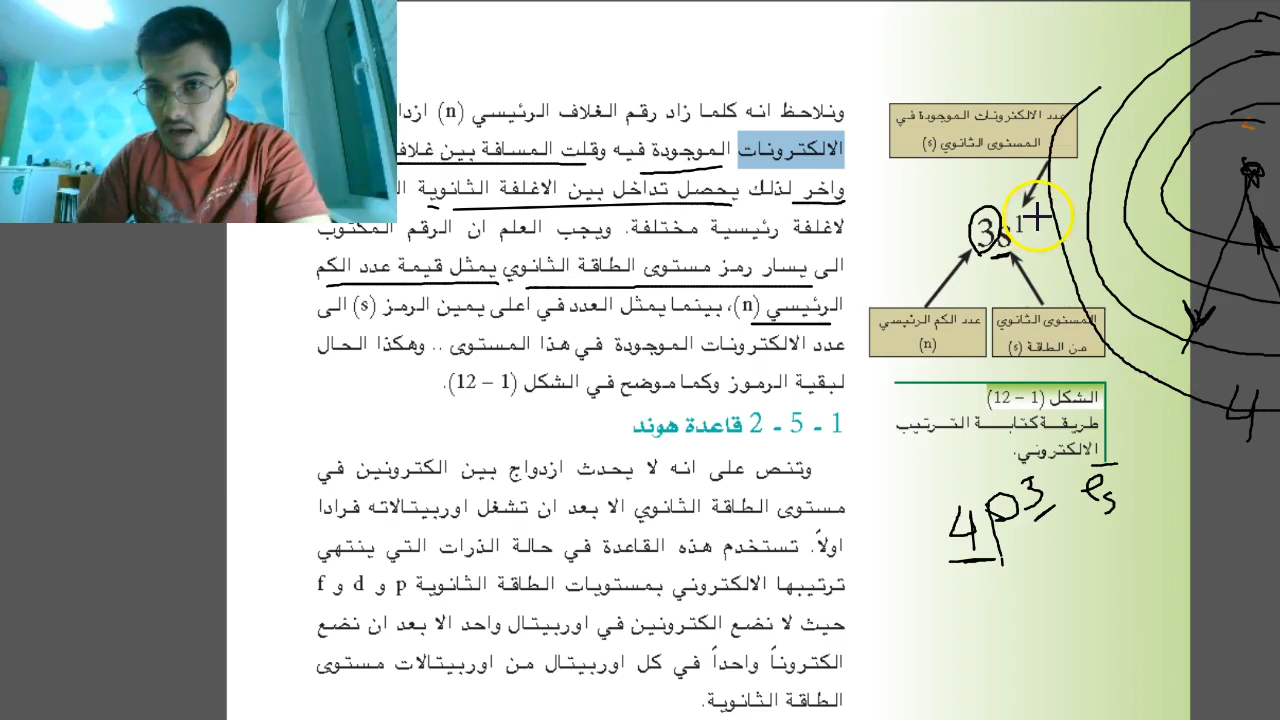 ونلاحظ انه كلما زاد رقم الغلاف الرئيسي (n)
الالكترونات الموجودة فيه وقلت المسافة بين
واخر لذلك يحصل تداخل بين الاغلفة الثانوية
لاغلفة رئيسية مختلفة. ويجب العلم ان الرقم المكتوب
الى يسار رمز مستوى الطاقة الثانوي يمثل قيمة عدد الكم
الرئيسي (n)، بينما يمثل العدد في اعلى يمين الرمز (s) الى
عدد الالكترونات الموجودة في هذا المستوى .. وهكذا الحال
لبقية الرموز وكما موضح في الشكل (1 – 12).
1 - 5 - 2 قاعدة هوند
وتنص على انه لا يحدث ازدواج بين الكترونين في
مستوى الطاقة الثانوي الا بعد ان تشغل اوربيتالاته فرادا
اولاً. تستخدم هذه القاعدة في حالة الذرات التي ينتهي
ترتيبها الالكتروني بمستويات الطاقة الثانوية p و d و f
حيث لا نضع الكترونين في اوربيتال واحد الا بعد ان نضع
الكتروناً واحداً في كل اوربيتال من اوربيتالات مستوى
الطاقة الثانوية.
عدد الالكترونات الموجودة في
المستوى الثانوي (s)
3s¹
عدد الكم الرئيسي
(n)
المستوى الثانوي
من الطاقة (s)
الشكل (1 – 12)
طريقة كتابة الترتيب
الالكتروني.
4p³
4